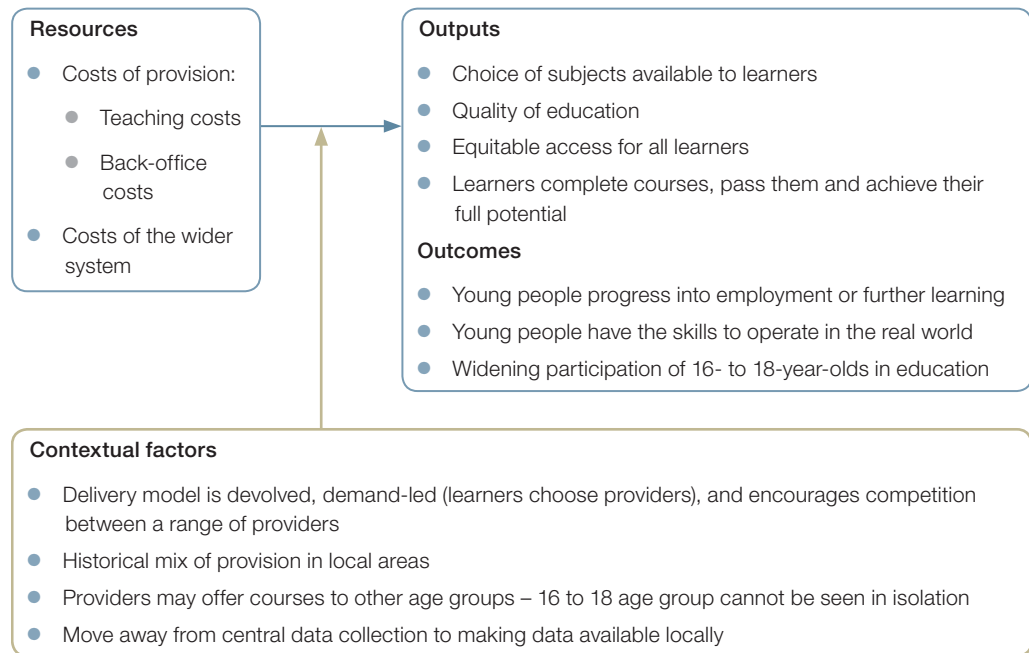 Resources
Costs of provision:
Teaching costs
Back-office
costs
Costs of the wider
system
Outputs
Choice of subjects available to learners
Quality of education
Equitable access for all learners
Learners complete courses, pass them and achieve their
full potential
Outcomes
Young people progress into employment or further learning
Young people have the skills to operate in the real world
Widening participation of 16- to 18-year-olds in education
Contextual factors
Delivery model is devolved, demand-led (learners choose providers), and encourages competition
between a range of providers
Historical mix of provision in local areas
Providers may offer courses to other age groups – 16 to 18 age group cannot be seen in isolation
Move away from central data collection to making data available locally